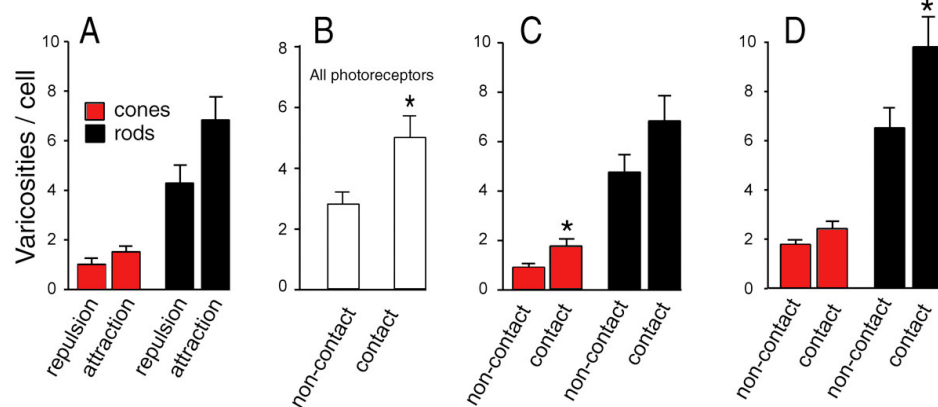 A
Varicosities / cell
10
8
6
4
2
0
cones
rods
repulsion
attraction
repulsion
attraction
B
8
6
4
2
0
All photoreceptors
*
non-contact
contact
C
10
8
6
4
2
0
*
non-contact
contact
non-contact
contact
D
10
8
6
4
2
0
*
non-contact
contact
non-contact
contact